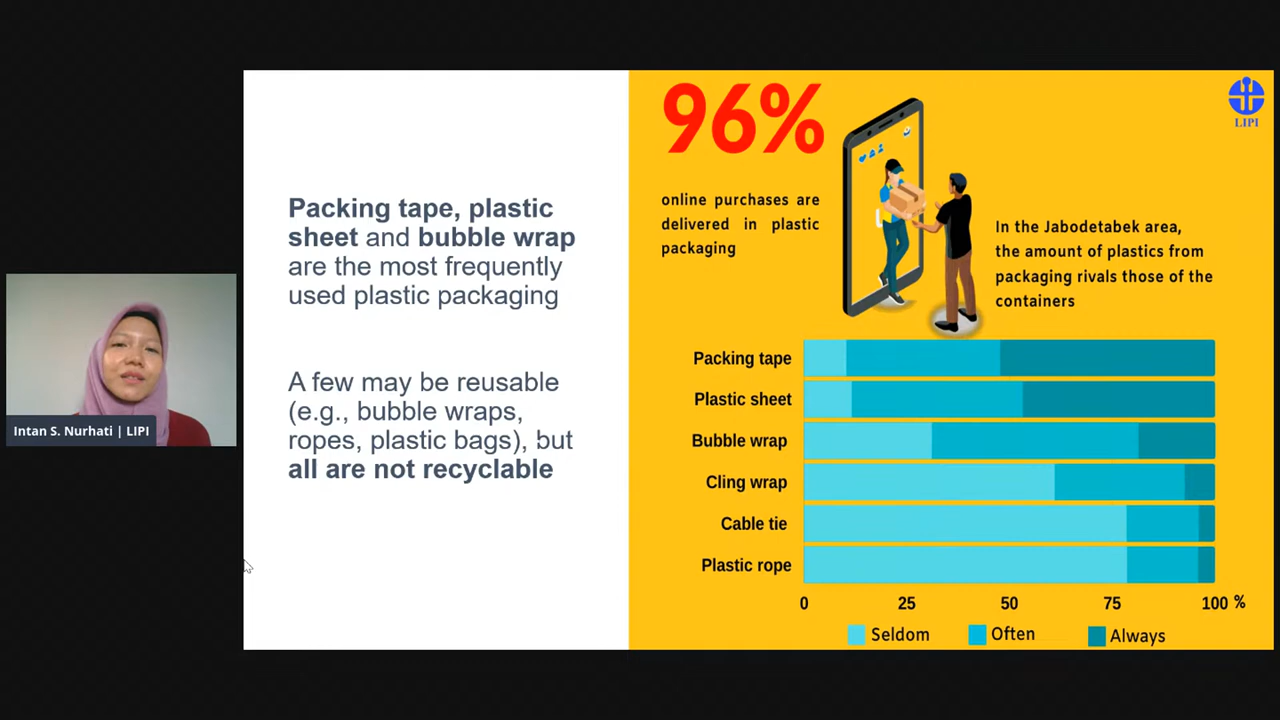 Packing tape, plastic
sheet and bubble wrap
are the most frequently
used plastic packaging
A few may be reusable
(e.g., bubble wraps,
ropes, plastic bags), but
all are not recyclable
96%
online purchases are
delivered in plastic
packaging
LIPI
In the Jabodetabek area,
the amount of plastics from
packaging rivals those of the
containers
Packing tape
Plastic sheet
Bubble wrap
Cling wrap
Cable tie
Plastic rope
0 25 50 75 100 %
Seldom Often Always
Intan S. Nurhati | LIPI